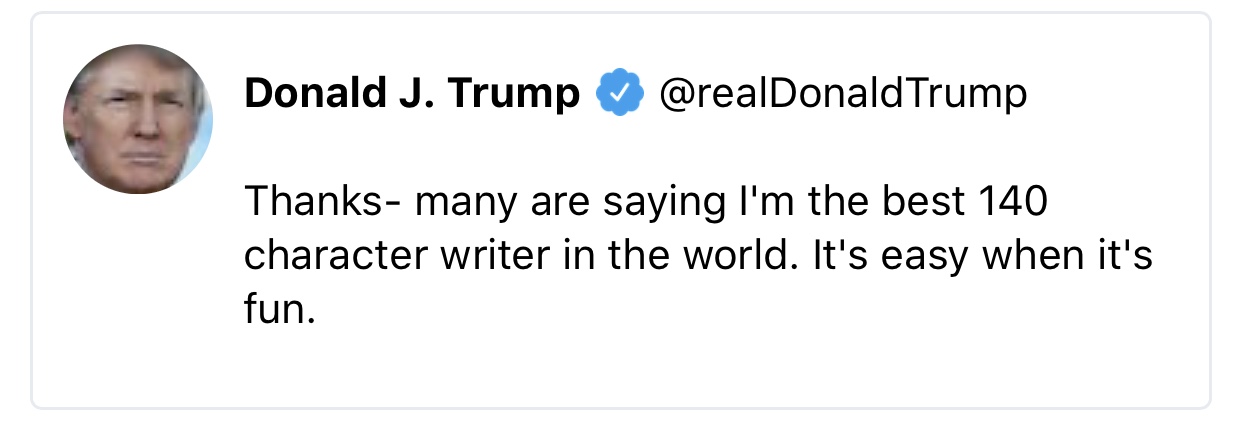 Donald J. Trump @realDonaldTrump
Thanks- many are saying I'm the best 140
character writer in the world. It's easy when it's
fun.